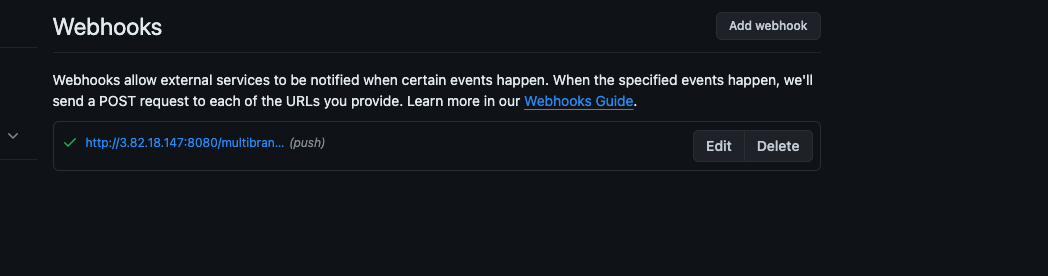 Webhooks
Add webhook
Webhooks allow external services to be notified when certain events happen. When the specified events happen, we'll
send a POST request to each of the URLs you provide. Learn more in our Webhooks Guide.
http://3.82.18.147:8080/multibran... (push)
Edit
Delete